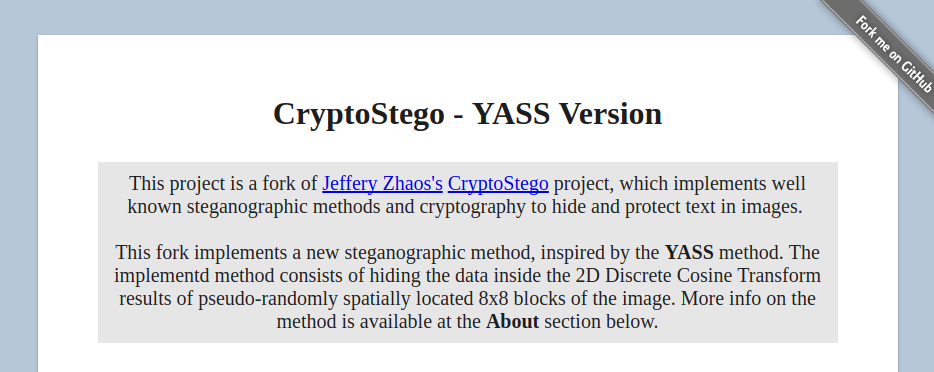 Fork me on GitHub
CryptoStego - YASS Version
This project is a fork of Jeffery Zhaos's CryptoStego project, which implements well
known steganographic methods and cryptography to hide and protect text in images.
This fork implements a new steganographic method, inspired by the YASS method. The
implementd method consists of hiding the data inside the 2D Discrete Cosine Transform
results of pseudo-randomly spatially located 8x8 blocks of the image. More info on the
method is available at the About section below.